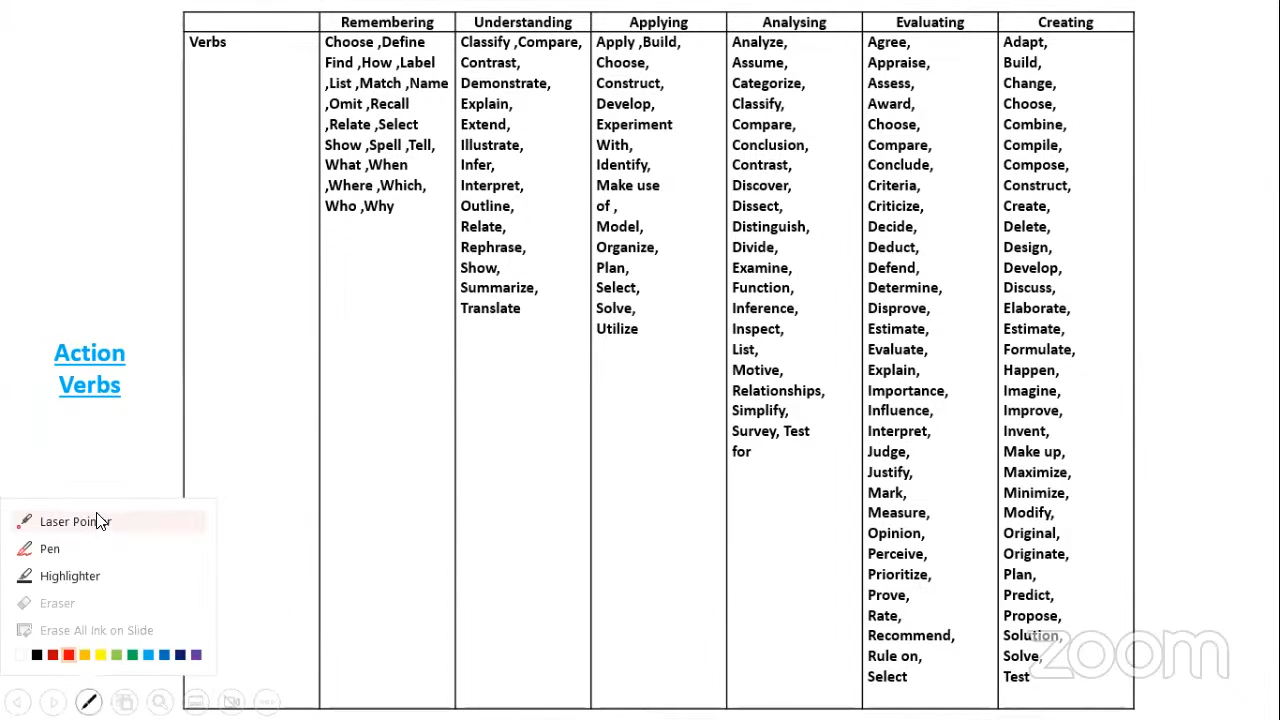 Remembering Understanding Applying Analysing Evaluating Creating
Verbs
Choose ,Define
Find ,How ,Label
,List ,Match ,Name
,Omit ,Recall
,Relate ,Select
Show ,Spell ,Tell,
What ,When
,Where ,Which,
Who ,Why
Classify ,Compare,
Contrast,
Demonstrate,
Explain,
Extend,
Illustrate,
Infer,
Interpret,
Outline,
Relate,
Rephrase,
Show,
Summarize,
Translate
Apply ,Build,
Choose,
Construct,
Develop,
Experiment
With,
Identify,
Make use
of ,
Model,
Organize,
Plan,
Select,
Solve,
Utilize
Analyze,
Assume,
Categorize,
Classify,
Compare,
Conclusion,
Contrast,
Discover,
Dissect,
Distinguish,
Divide,
Examine,
Function,
Inference,
Inspect,
List,
Motive,
Relationships,
Simplify,
Survey, Test
for
Agree,
Appraise,
Assess,
Award,
Choose,
Compare,
Conclude,
Criteria,
Criticize,
Decide,
Deduct,
Defend,
Determine,
Disprove,
Estimate,
Evaluate,
Explain,
Importance,
Influence,
Interpret,
Judge,
Justify,
Mark,
Measure,
Opinion,
Perceive,
Prioritize,
Prove,
Rate,
Recommend,
Rule on,
Select
Adapt,
Build,
Change,
Choose,
Combine,
Compile,
Compose,
Construct,
Create,
Delete,
Design,
Develop,
Discuss,
Elaborate,
Estimate,
Formulate,
Happen,
Imagine,
Improve,
Invent,
Make up,
Maximize,
Minimize,
Modify,
Original,
Originate,
Plan,
Predict,
Propose,
Solution,
Solve,
Test
Action
Verbs
Laser Pointer
Pen
Highlighter
Eraser
Erase All Ink on Slide
zoom